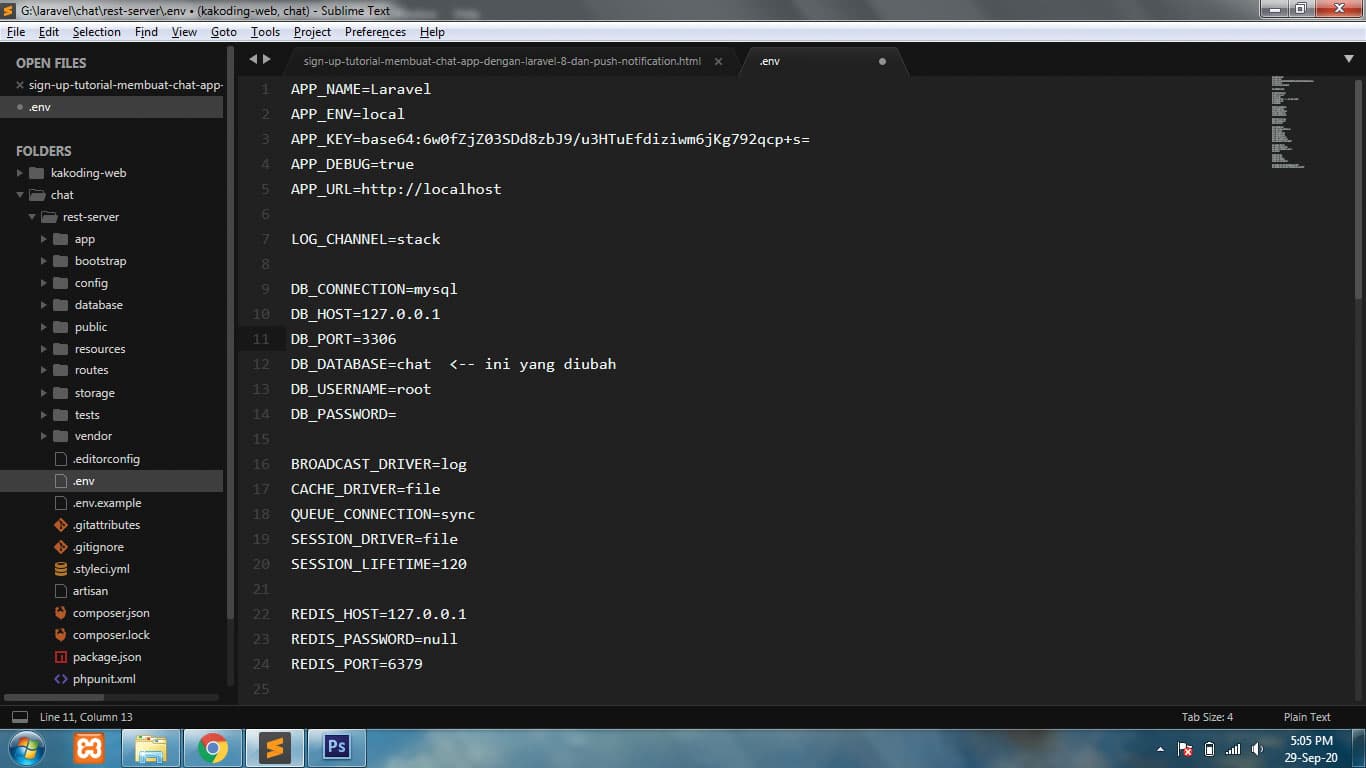 G:\laravel\chat\rest-server\.env • (kakoding-web, chat) - Sublime Text
File Edit Selection Find View Goto Tools Project Preferences Help
OPEN FILES
sign-up-tutorial-membuat-chat-app-
.env
FOLDERS
kakoding-web
chat
rest-server
app
bootstrap
config
database
public
resources
routes
storage
tests
vendor
.editorconfig
.env
.env.example
.gitattributes
.gitignore
.styleci.yml
artisan
composer.json
composer.lock
package.json
phpunit.xml
sign-up-tutorial-membuat-chat-app-dengan-laravel-8-dan-push-notification.html
.env
1 APP_NAME=Laravel
2 APP_ENV=local
3 APP_KEY=base64:6w0fZjZ03SDd8zbJ9/u3HTuEfdiziwm6jKg792qcp+s=
4 APP_DEBUG=true
5 APP_URL=http://localhost
6
7 LOG_CHANNEL=stack
8
9 DB_CONNECTION=mysql
10 DB_HOST=127.0.0.1
11 DB_PORT=3306
12 DB_DATABASE=chat  <-- ini yang diubah
13 DB_USERNAME=root
14 DB_PASSWORD=
15
16 BROADCAST_DRIVER=log
17 CACHE_DRIVER=file
18 QUEUE_CONNECTION=sync
19 SESSION_DRIVER=file
20 SESSION_LIFETIME=120
21
22 REDIS_HOST=127.0.0.1
23 REDIS_PASSWORD=null
24 REDIS_PORT=6379
25
Line 11, Column 13
Tab Size: 4
Plain Text
Ps
5:05 PM
29-Sep-20